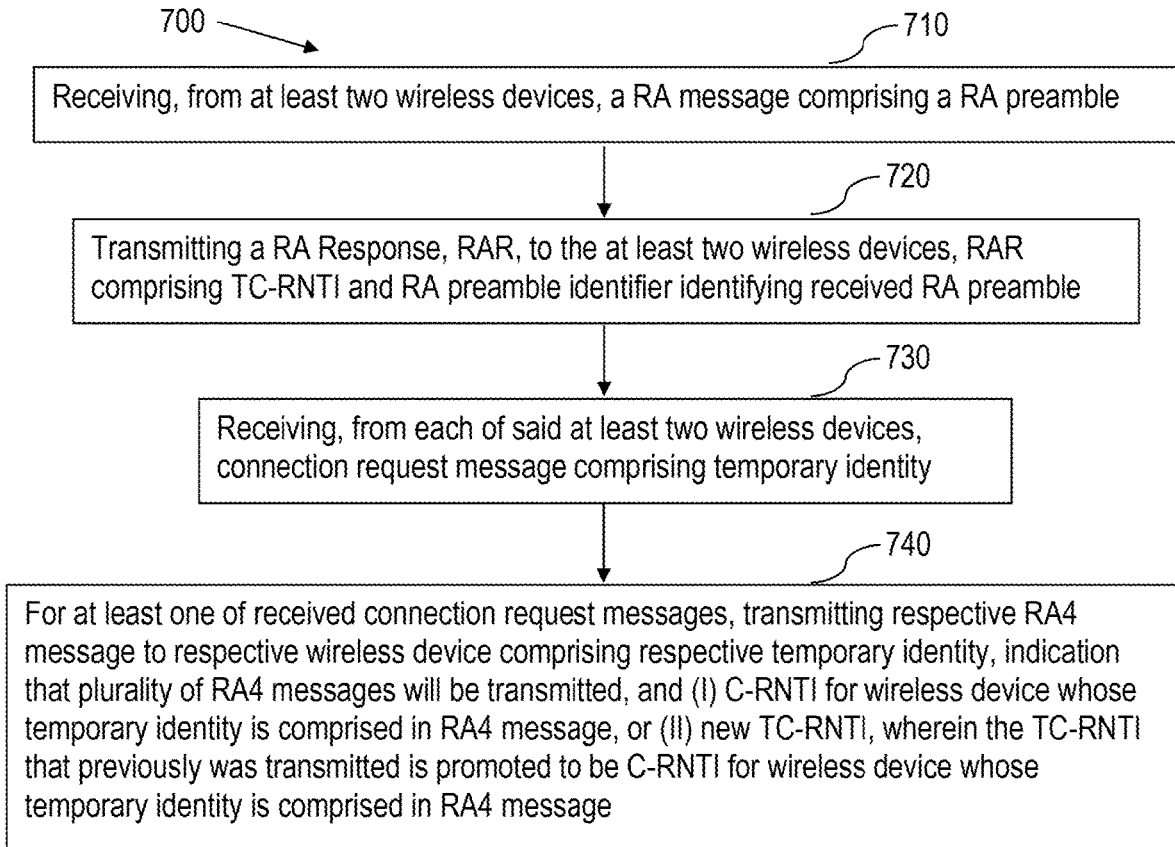 700
710
Receiving, from at least two wireless devices, a RA message comprising a RA preamble
720
Transmitting a RA Response, RAR, to the at least two wireless devices, RAR
comprising TC-RNTI and RA preamble identifier identifying received RA preamble
730
Receiving, from each of said at least two wireless devices,
connection request message comprising temporary identity
740
For at least one of received connection request messages, transmitting respective RA4
message to respective wireless device comprising respective temporary identity, indication
that plurality of RA4 messages will be transmitted, and (I) C-RNTI for wireless device whose
temporary identity is comprised in RA4 message, or (II) new TC-RNTI, wherein the TC-RNTI
that previously was transmitted is promoted to be C-RNTI for wireless device whose
temporary identity is comprised in RA4 message